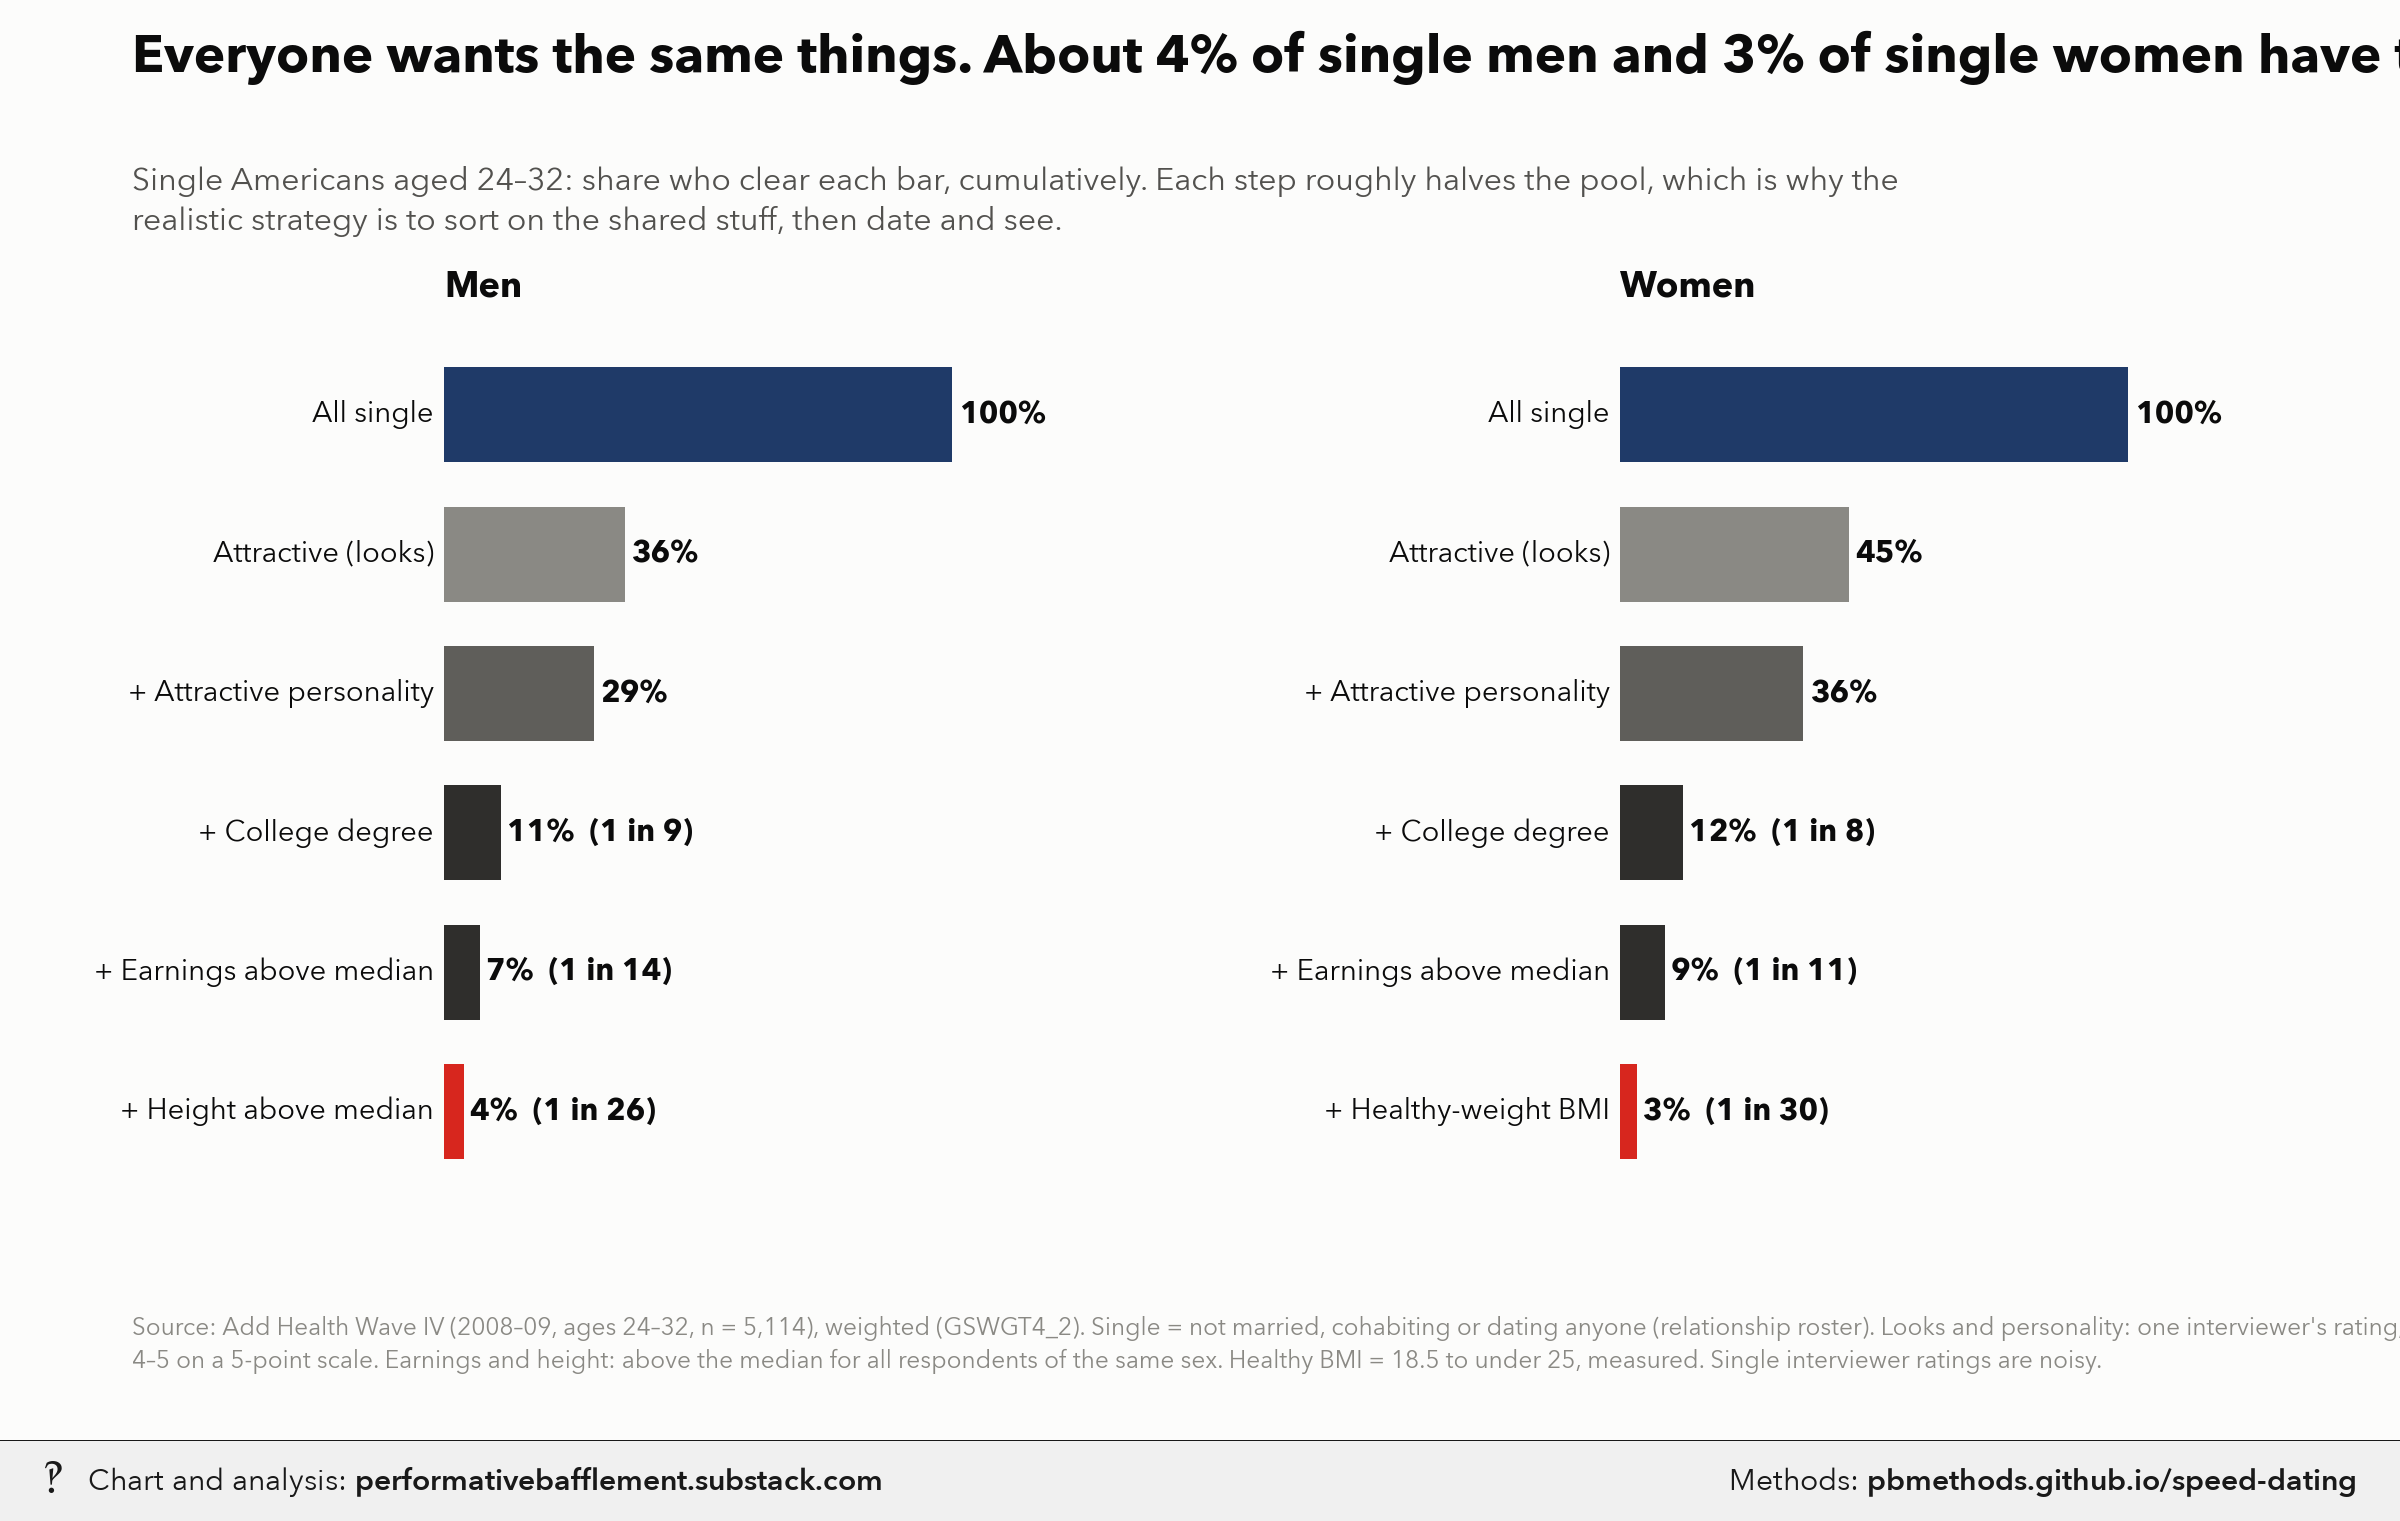 Everyone wants the same things. About 4% of single men and 3% of single women have
Single Americans aged 24–32: share who clear each bar, cumulatively. Each step roughly halves the pool, which is why the
realistic strategy is to sort on the shared stuff, then date and see.
Men
All single 100%
Attractive (looks) 36%
+ Attractive personality 29%
+ College degree 11% (1 in 9)
+ Earnings above median 7% (1 in 14)
+ Height above median 4% (1 in 26)
Women
All single 100%
Attractive (looks) 45%
+ Attractive personality 36%
+ College degree 12% (1 in 8)
+ Earnings above median 9% (1 in 11)
+ Healthy-weight BMI 3% (1 in 30)
Source: Add Health Wave IV (2008–09, ages 24–32, n = 5,114), weighted (GSWGT4_2). Single = not married, cohabiting or dating anyone (relationship roster). Looks and personality: one interviewer's rating,
4–5 on a 5-point scale. Earnings and height: above the median for all respondents of the same sex. Healthy BMI = 18.5 to under 25, measured. Single interviewer ratings are noisy.
‽ Chart and analysis: performativebafflement.substack.com
Methods: pbmethods.github.io/speed-dating